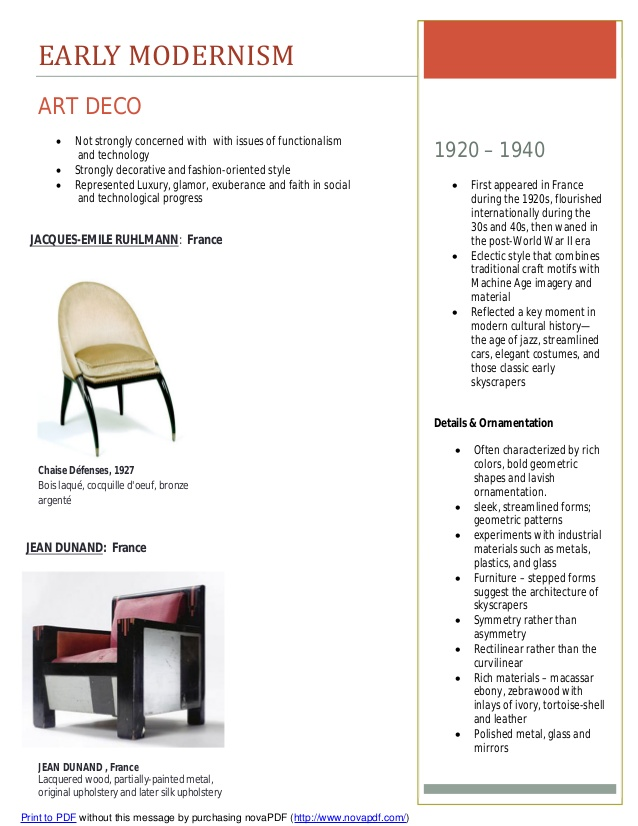 EARLY MODERNISM
ART DECO
• Not strongly concerned with with issues of functionalism
and technology
• Strongly decorative and fashion-oriented style
• Represented Luxury, glamor, exuberance and faith in social
and technological progress
JACQUES-EMILE RUHLMANN: France
Chaise Défenses, 1927
Bois laqué, cocquille d'oeuf, bronze
argenté
JEAN DUNAND: France
JEAN DUNAND , France
Lacquered wood, partially-painted metal,
original upholstery and later silk upholstery
1920 – 1940
• First appeared in France
during the 1920s, flourished
internationally during the
30s and 40s, then waned in
the post-World War II era
• Eclectic style that combines
traditional craft motifs with
Machine Age imagery and
material
• Reflected a key moment in
modern cultural history—
the age of jazz, streamlined
cars, elegant costumes, and
those classic early
skyscrapers
Details & Ornamentation
• Often characterized by rich
colors, bold geometric
shapes and lavish
ornamentation.
• sleek, streamlined forms;
geometric patterns
• experiments with industrial
materials such as metals,
plastics, and glass
• Furniture – stepped forms
suggest the architecture of
skyscrapers
• Symmetry rather than
asymmetry
• Rectilinear rather than the
curvilinear
• Rich materials – macassar
ebony, zebrawood with
inlays of ivory, tortoise-shell
and leather
• Polished metal, glass and
mirrors
Print to PDF without this message by purchasing novaPDF (http://www.novapdf.com/)